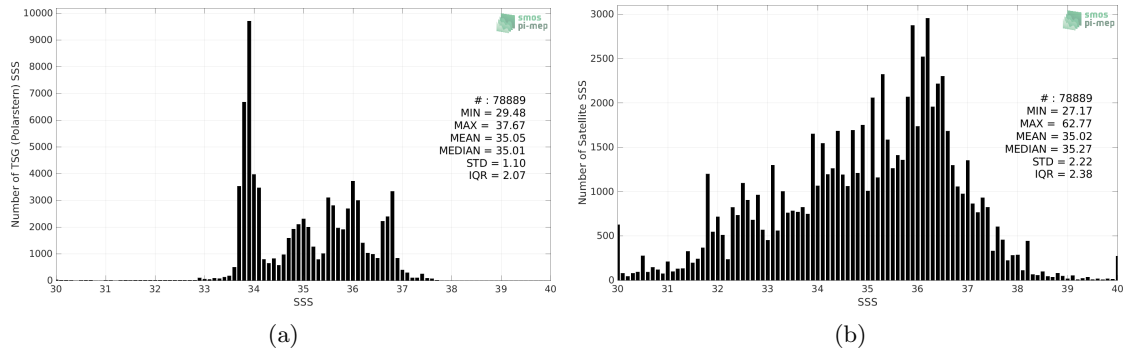 smos
pi-mep
10000
9000
8000
7000
6000
5000
4000
3000
2000
1000
0
Number of TSG (Polarstern) SSS
# : 78889
MIN = 29.48
MAX = 37.67
MEAN = 35.05
MEDIAN = 35.01
STD = 1.10
IQR = 2.07
30 31 32 33 34 35 36 37 38 39 40
SSS
(a)
smos
pi-mep
3000
2500
2000
1500
1000
500
0
Number of Satellite SSS
# : 78889
MIN = 27.17
MAX = 62.77
MEAN = 35.02
MEDIAN = 35.27
STD = 2.22
IQR = 2.38
30 31 32 33 34 35 36 37 38 39 40
SSS
(b)